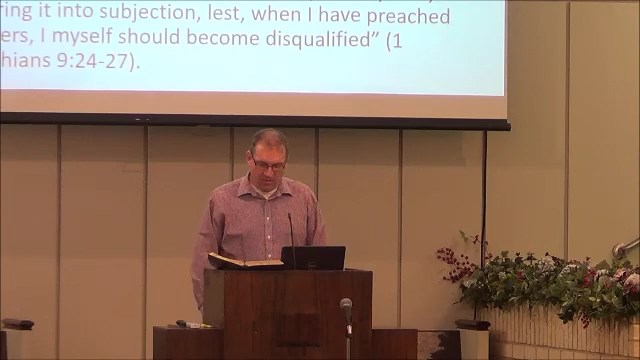 ring it into subjection, lest, when I have preached
ers, I myself should become disqualified” (1
hians 9:24-27).